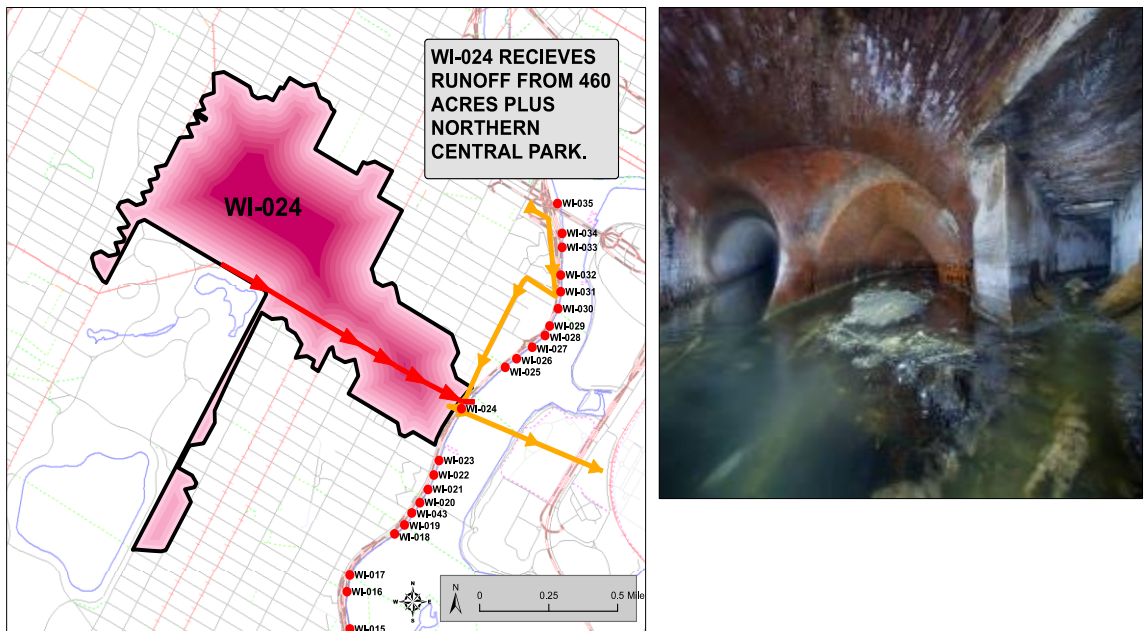 WI-024 RECIEVES
RUNOFF FROM 460
ACRES PLUS
NORTHERN
CENTRAL PARK.
WI-024
WI-035
WI-034
WI-033
WI-032
WI-031
WI-030
WI-029
WI-028
WI-027
WI-026
WI-025
WI-024
WI-023
WI-022
WI-021
WI-020
WI-043
WI-019
WI-018
WI-017
WI-016
WI-015
N
W E
S
N
0 0.25 0.5 Mile